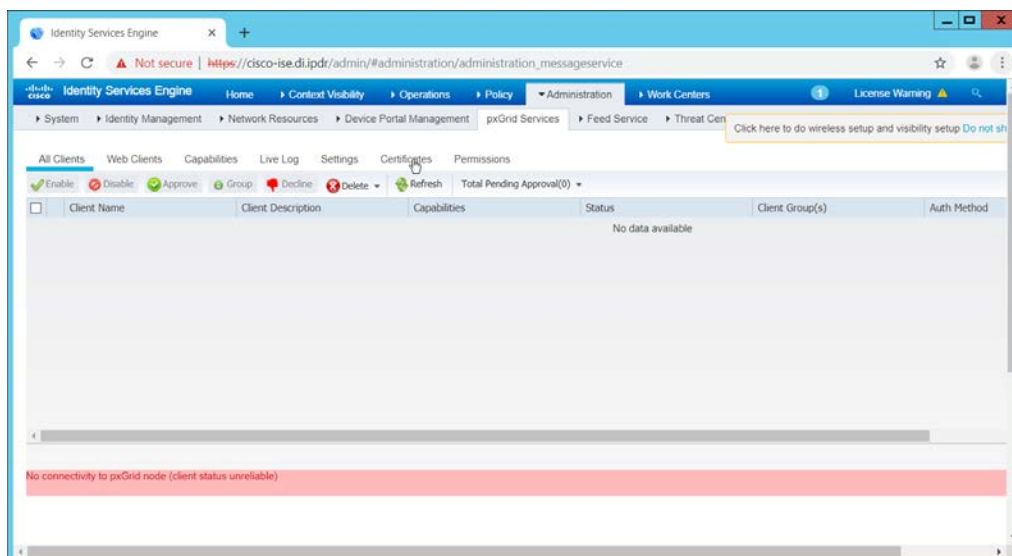 Identity Services Engine
Not secure | https://cisco-ise.di.ipdr/admin/#administration/administration_messageservice
cisco Identity Services Engine Home Context Visibility Operations Policy Administration Work Centers 1 License Warning
System Identity Management Network Resources Device Portal Management pxGrid Services Feed Service Threat Cen
Click here to do wireless setup and visibility setup Do not sh
All Clients Web Clients Capabilities Live Log Settings Certificates Permissions
Enable Disable Approve Group Decline Delete Refresh Total Pending Approval(0)
Client Name Client Description Capabilities Status Client Group(s) Auth Method
No data available
No connectivity to pxGrid node (client status unreliable)